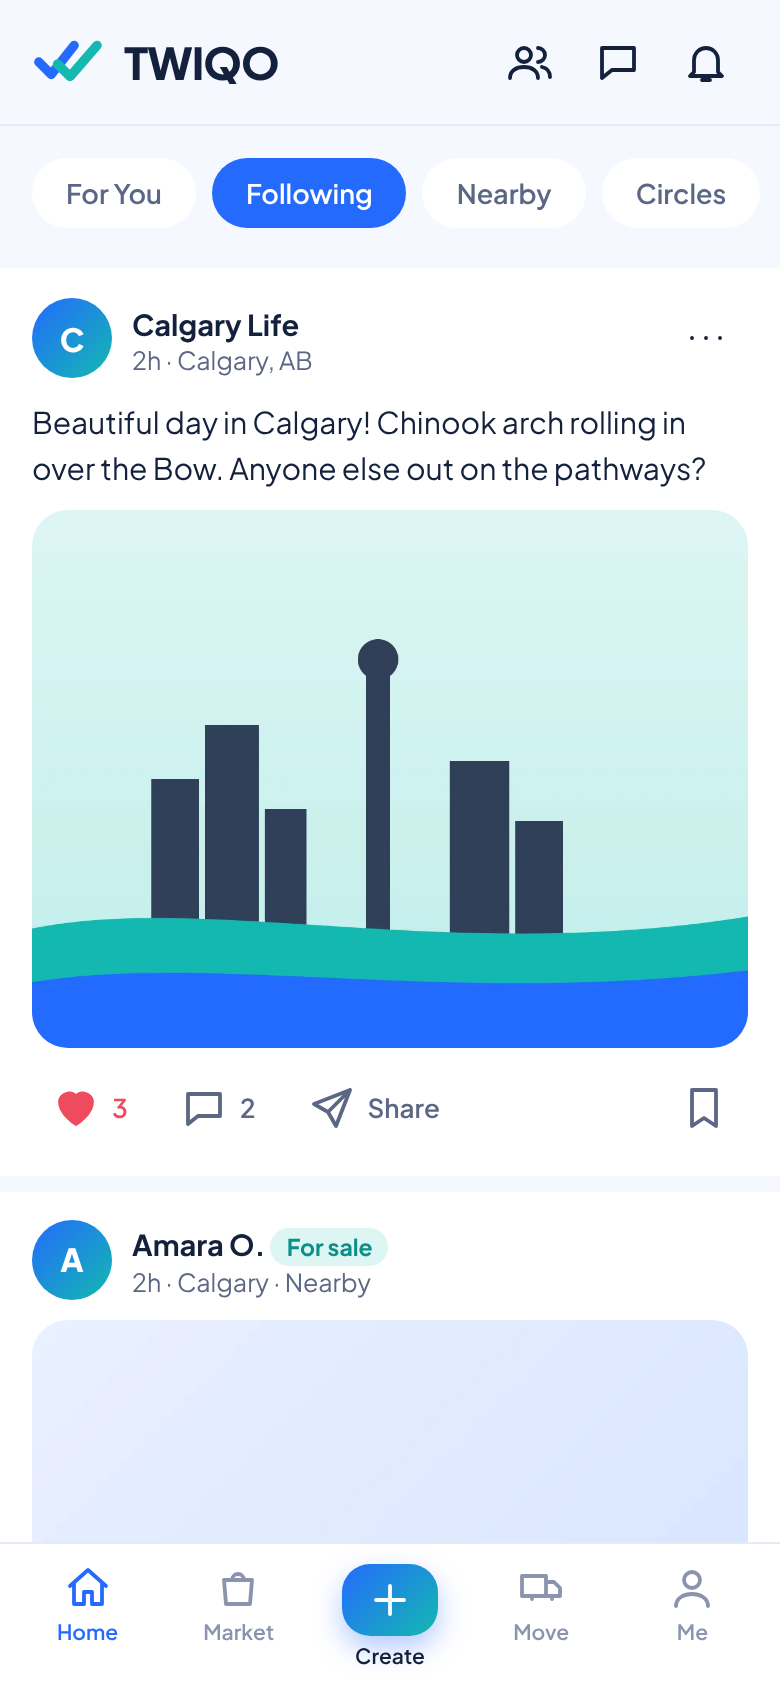 TWIQO
For You
Following
Nearby
Circles
C
Calgary Life
2h · Calgary, AB
Beautiful day in Calgary! Chinook arch rolling in
over the Bow. Anyone else out on the pathways?
3
2
Share
A
Amara O. For sale
2h · Calgary · Nearby
Home
Market
Create
Move
Me